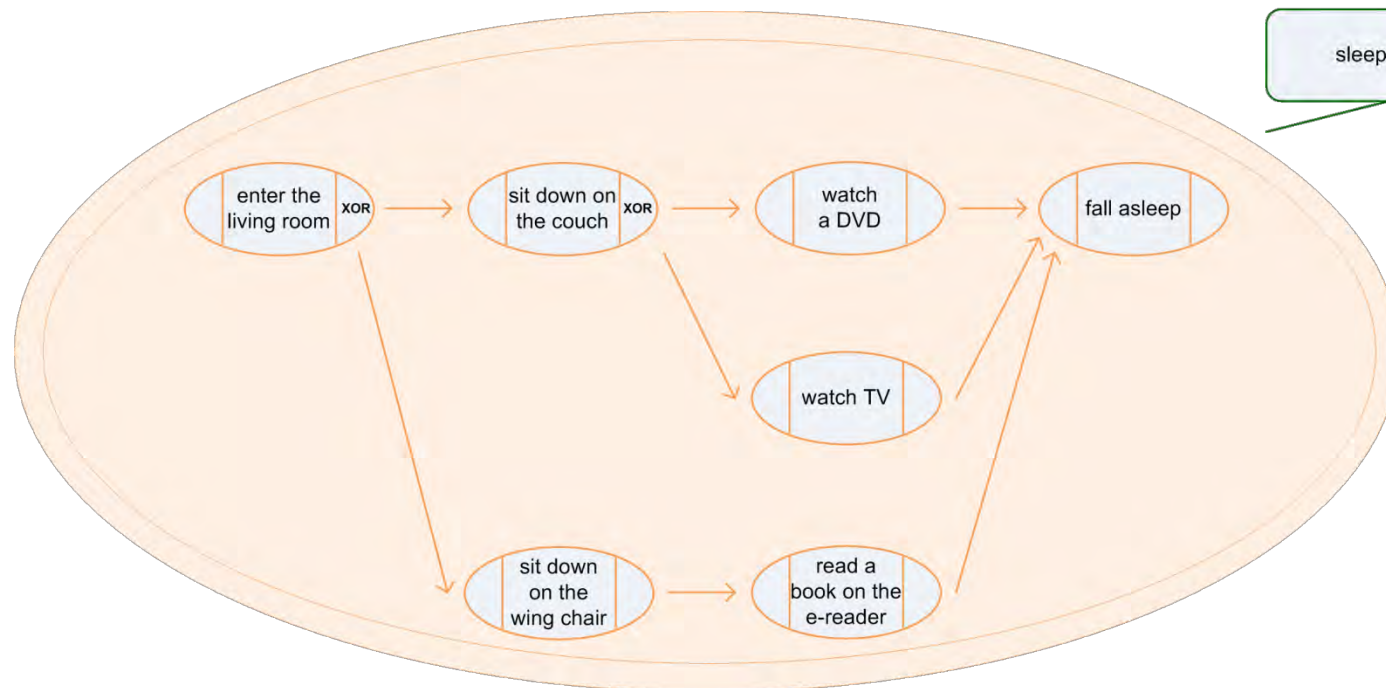 sleep
enter the
living room
XOR
sit down on
the couch
XOR
watch
a DVD
fall asleep
watch TV
sit down
on the
wing chair
read a
book on the
e-reader